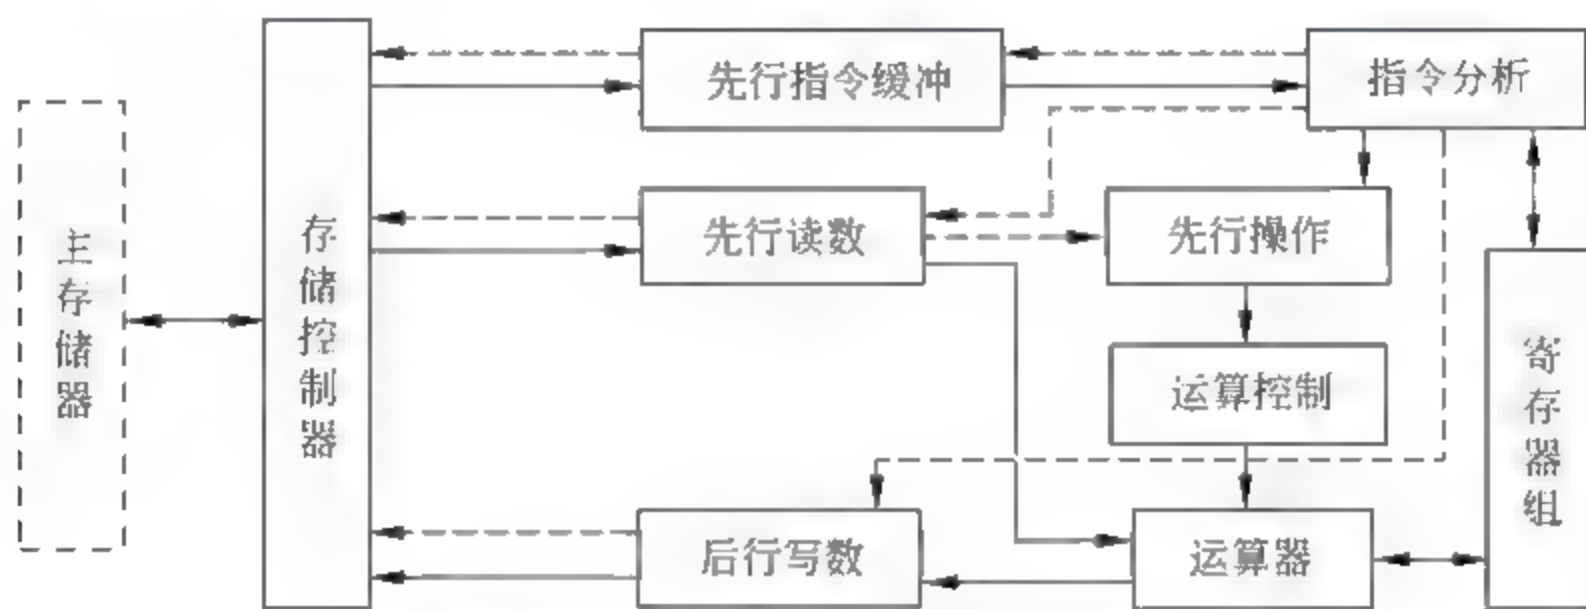 先行指令缓冲
指令分析
主存储器
存储控制器
先行读数
先行操作
运算控制
寄存器组
后行写数
运算器